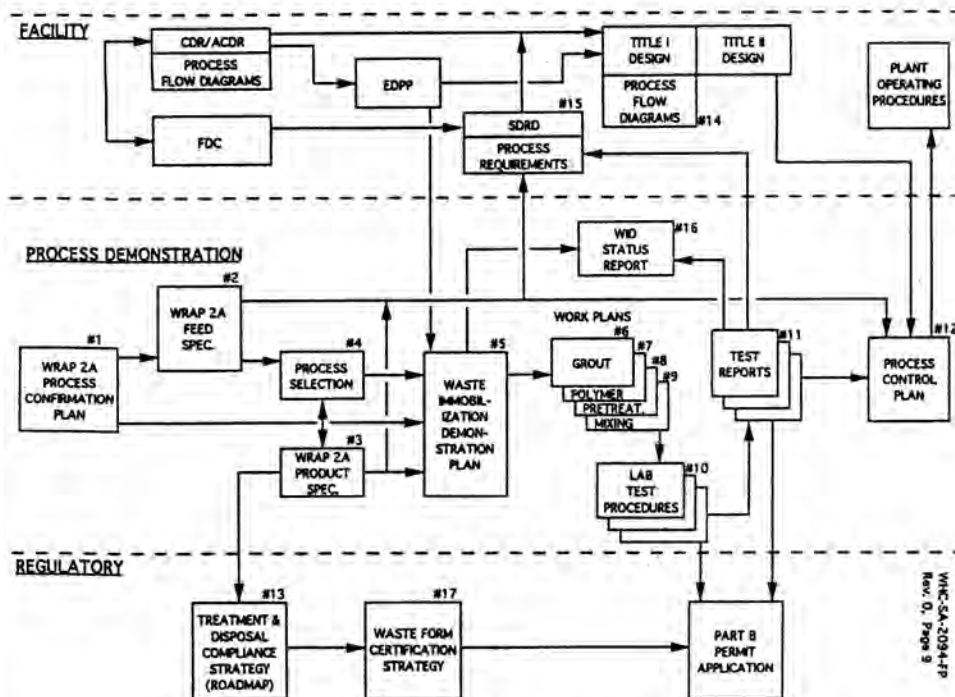 FACILITY
CDR/ACDR
PROCESS
FLOW DIAGRAMS
EDPP
FDC
#15
SDRD
PROCESS
REQUIREMENTS
TITLE I
DESIGN
TITLE II
DESIGN
PROCESS
FLOW
DIAGRAMS
#14
PLANT
OPERATING
PROCEDURES
PROCESS DEMONSTRATION
#1
WRAP 2A
PROCESS
CONFIRMATION
PLAN
#2
WRAP 2A
FEED
SPEC.
#4
PROCESS
SELECTION
#3
WRAP 2A
PRODUCT
SPEC.
#5
WASTE
IMMOBIL-
IZATION
DEMON-
STRATION
PLAN
#16
WID
STATUS
REPORT
WORK PLANS
#6
GROUT
#7
POLYMER
#8
PRETREAT.
#9
MIXING
#10
LAB
TEST
PROCEDURES
#11
TEST
REPORTS
#12
PROCESS
CONTROL
PLAN
REGULATORY
#13
TREATMENT &
DISPOSAL
COMPLIANCE
STRATEGY
(ROADMAP)
#17
WASTE FORM
CERTIFICATION
STRATEGY
PART B
PERMIT
APPLICATION
WHC-SA-2094-FP
Rev. 0, Page 9